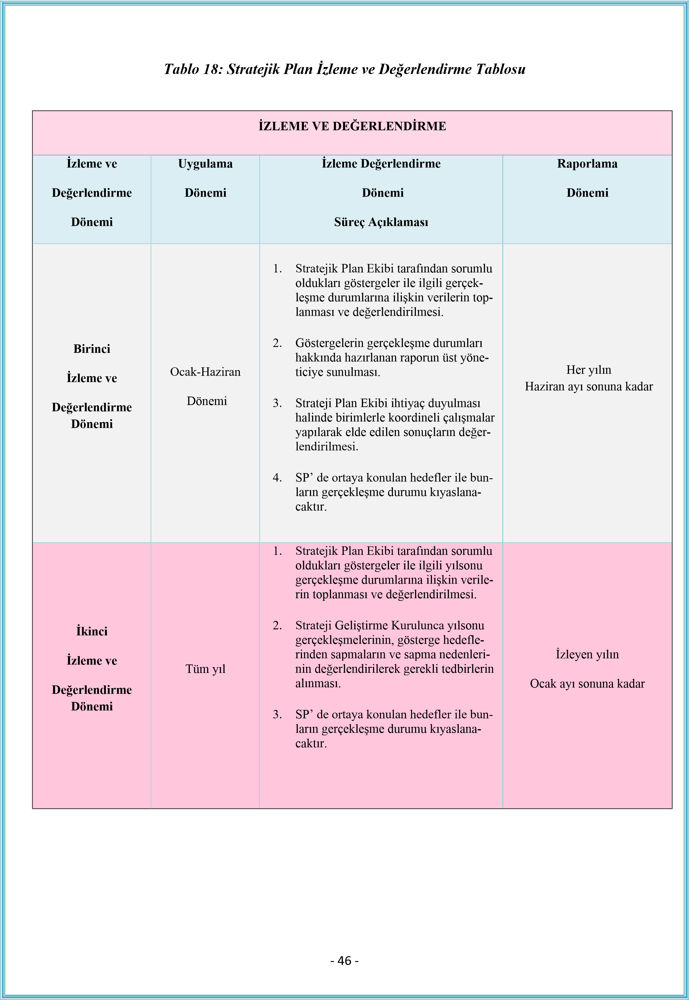 Tablo 18: Stratejik Plan İzleme ve Değerlendirme Tablosu
İZLEME VE DEĞERLENDİRME
İzleme ve
Değerlendirme
Dönemi
Uygulama
Dönemi
İzleme Değerlendirme
Dönemi
Süreç Açıklaması
Raporlama
Dönemi
Birinci
İzleme ve
Değerlendirme
Dönemi
Ocak-Haziran
Dönemi
1. Stratejik Plan Ekibi tarafından sorumlu
oldukları göstergeler ile ilgili gerçek-
leşme durumlarına ilişkin verilerin top-
lanması ve değerlendirilmesi.
2. Göstergelerin gerçekleşme durumları
hakkında hazırlanan raporun üst yöne-
ticiye sunulması.
3. Strateji Plan Ekibi ihtiyaç duyulması
halinde birimlerle koordineli çalışmalar
yapılarak elde edilen sonuçların değer-
lendirilmesi.
4. SP’ de ortaya konulan hedefler ile bun-
ların gerçekleşme durumu kıyaslana-
caktır.
Her yılın
Haziran ayı sonuna kadar
İkinci
İzleme ve
Değerlendirme
Dönemi
Tüm yıl
1. Stratejik Plan Ekibi tarafından sorumlu
oldukları göstergeler ile ilgili yılsonu
gerçekleşme durumlarına ilişkin verile-
rin toplanması ve değerlendirilmesi.
2. Strateji Geliştirme Kurulunca yılsonu
gerçekleşmelerinin, gösterge hedefle-
rinden sapmaların ve sapma nedenleri-
nin değerlendirilerek gerekli tedbirlerin
alınması.
3. SP’ de ortaya konulan hedefler ile bun-
ların gerçekleşme durumu kıyaslana-
caktır.
İzleyen yılın
Ocak ayı sonuna kadar
- 46 -